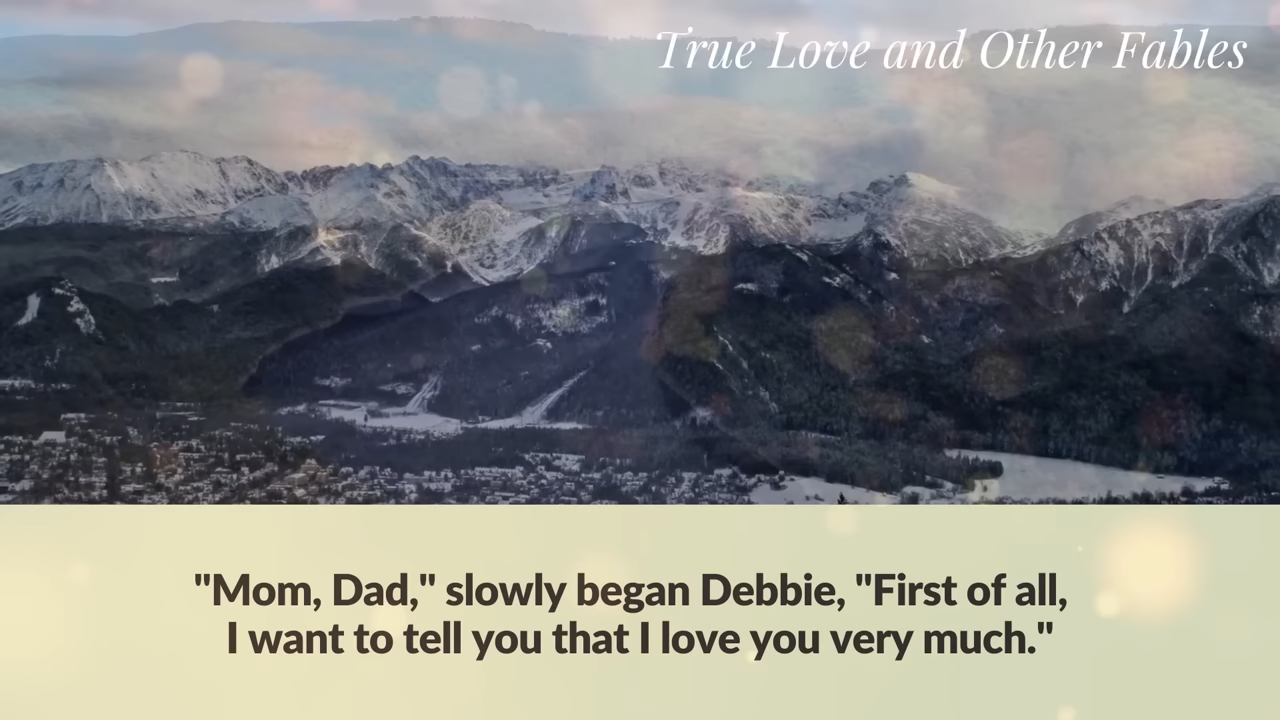 True Love and Other Fables
"Mom, Dad," slowly began Debbie, "First of all,
I want to tell you that I love you very much."